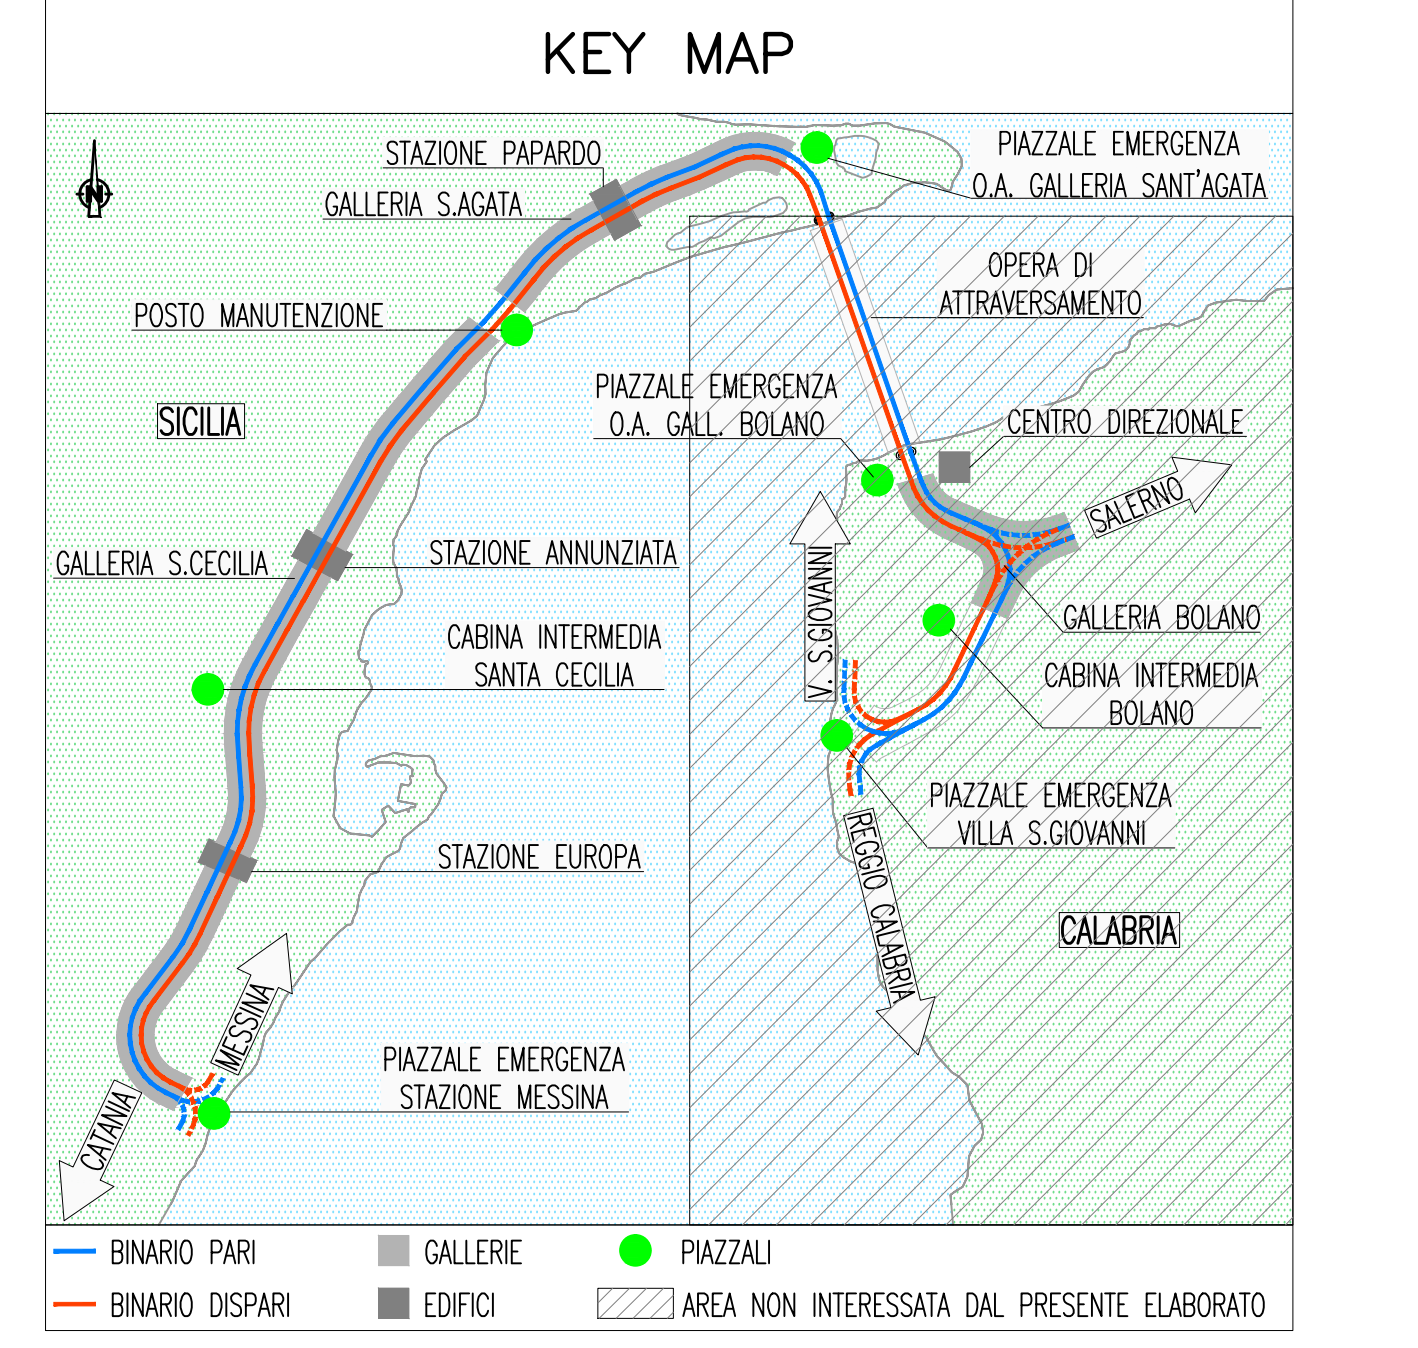 KEY MAP
STAZIONE PAPARDO
GALLERIA S.AGATA
PIAZZALE EMERGENZA
O.A. GALLERIA SANT'AGATA
N
OPERA DI
ATTRAVERSAMENTO
POSTO MANUTENZIONE
PIAZZALE EMERGENZA
O.A. GALL. BOLANO
SICILIA
CENTRO DIREZIONALE
SALERNO
GALLERIA S.CECILIA
STAZIONE ANNUNZIATA
V. S.GIOVANNI
GALLERIA BOLANO
CABINA INTERMEDIA
SANTA CECILIA
CABINA INTERMEDIA
BOLANO
PIAZZALE EMERGENZA
VILLA S.GIOVANNI
STAZIONE EUROPA
REGGIO CALABRIA
CALABRIA
MESSINA
PIAZZALE EMERGENZA
STAZIONE MESSINA
CATANIA
BINARIO PARI
GALLERIE
PIAZZALI
BINARIO DISPARI
EDIFICI
AREA NON INTERESSATA DAL PRESENTE ELABORATO